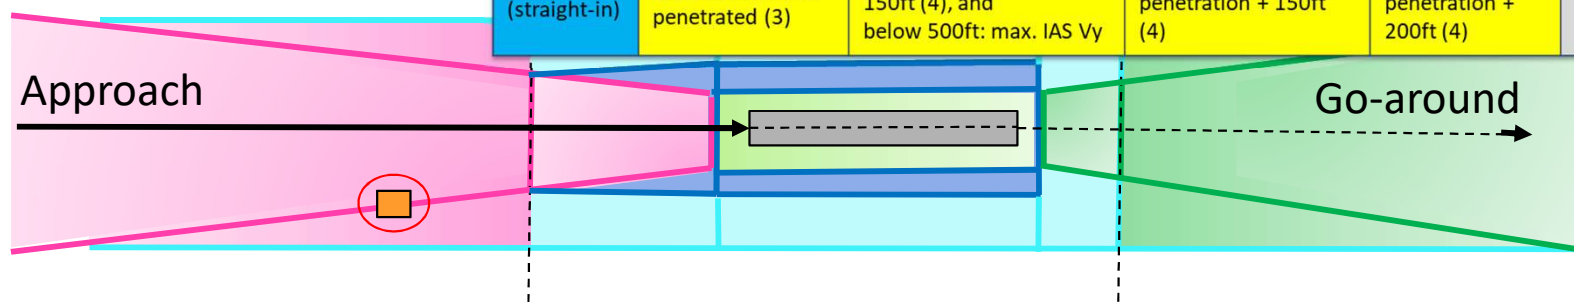 (straight-in)
penetrated (3)
150ft (4), and
below 500ft: max. IAS Vy
penetration + 150ft
(4)
penetration +
200ft (4)
Approach
Go-around